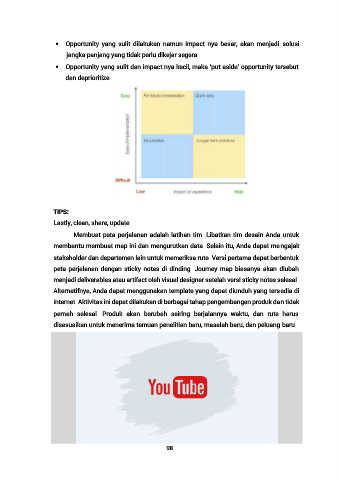 • Opportunity yang sulit dilakukan namun impact nya besar, akan menjadi solusi
jangka panjang yang tidak perlu dikejar segera
• Opportunity yang sulit dan impact nya kecil, maka 'put aside' opportunity tersebut
dan deprioritize
Easy
For future consideration
Quick wins
Ease of implementation
No priorities
Longer term solutions
Difficult
Low
Impact on experience
High
TIPS:
Lastly, clean, share, update
Membuat peta perjalanan adalah latihan tim Libatkan tim desain Anda untuk
membantu membuat map ini dan mengurutkan data Selain itu, Anda dapat mengajak
stakeholder dan departemen lain untuk memeriksa rute Versi pertama dapat berbentuk
peta perjalanan dengan sticky notes di dinding Journey map biasanya akan diubah
menjadi deliverables atau artifact oleh visual designer setelah versi sticky notes selesai
Alternatifnya, Anda dapat menggunakan template yang dapat diunduh yang tersedia di
internet Aktivitas ini dapat dilakukan di berbagai tahap pengembangan produk dan tidak
pernah selesai Produk akan berubah seiring berjalannya waktu, dan rute harus
disesuaikan untuk menerima temuan penelitian baru, masalah baru, dan peluang baru
YouTube